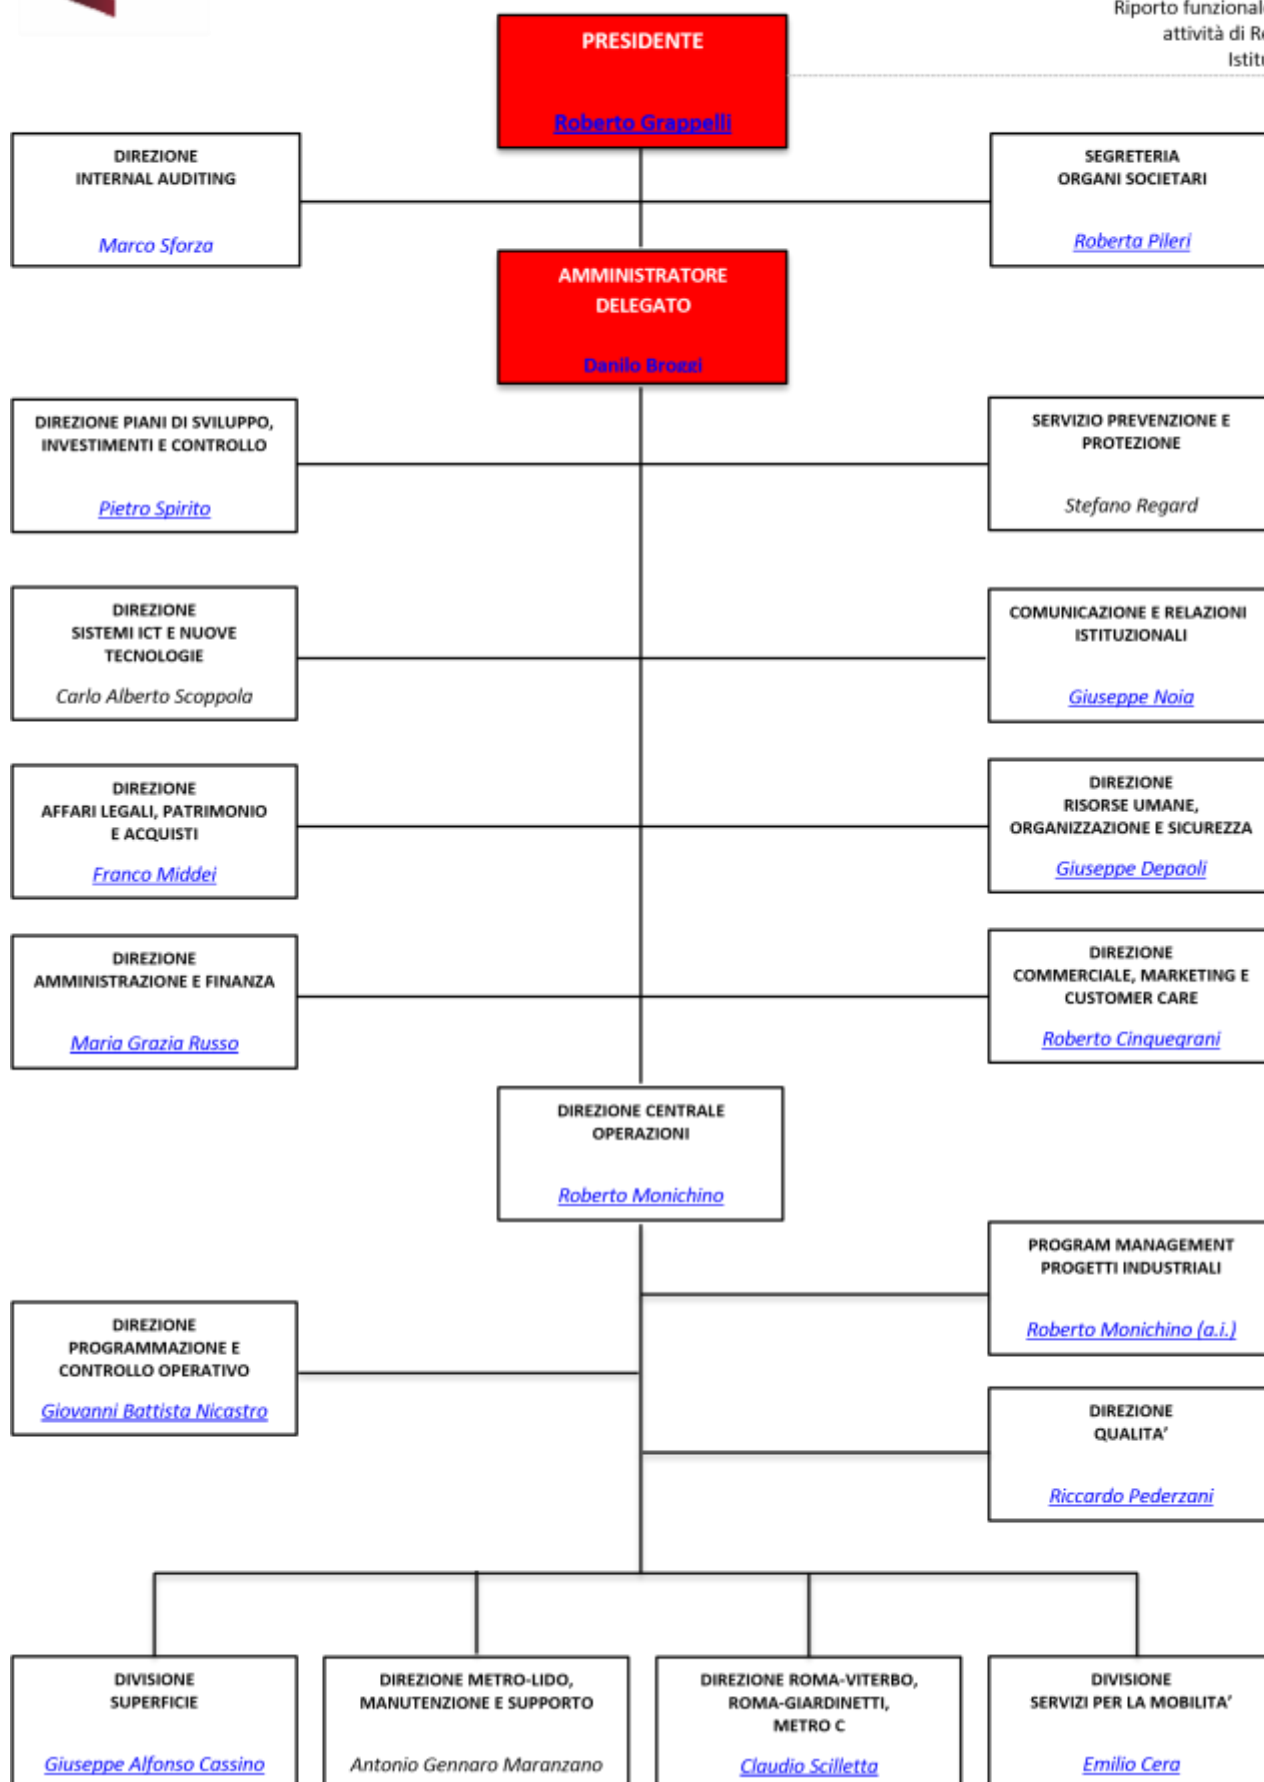 Riporto funzionale
attività di
PRESIDENTE
Roberto Grappelli
DIREZIONE
INTERNAL AUDITING
Marco Sforza
SEGRETERIA
ORGANI SOCIETARI
Roberta Pileri
AMMINISTRATORE
DELEGATO
Danilo Broggi
DIREZIONE PIANI DI SVILUPPO,
INVESTIMENTI E CONTROLLO
Pietro Spirito
SERVIZIO PREVENZIONE E
PROTEZIONE
Stefano Regard
DIREZIONE
SISTEMI ICT E NUOVE
TECNOLOGIE
Carlo Alberto Scoppola
COMUNICAZIONE E RELAZIONI
ISTITUZIONALI
Giuseppe Noia
DIREZIONE
AFFARI LEGALI, PATRIMONIO
E ACQUISTI
Franco Middei
DIREZIONE
RISORSE UMANE,
ORGANIZZAZIONE E SICUREZZA
Giuseppe Depaoli
DIREZIONE
AMMINISTRAZIONE E FINANZA
Maria Grazia Russo
DIREZIONE
COMMERCIALE, MARKETING E
CUSTOMER CARE
Roberto Cinquegrani
DIREZIONE CENTRALE
OPERAZIONI
Roberto Monichino
PROGRAM MANAGEMENT
PROGETTI INDUSTRIALI
Roberto Monichino (a.i.)
DIREZIONE
PROGRAMMAZIONE E
CONTROLLO OPERATIVO
Giovanni Battista Nicastro
DIREZIONE
QUALITA'
Riccardo Pederzani
DIVISIONE
SUPERFICIE
Giuseppe Alfonso Cassino
DIREZIONE METRO-LIDO,
MANUTENZIONE E SUPPORTO
Antonio Gennaro Maranzano
DIREZIONE ROMA-VITERBO,
ROMA-GIARDINETTI,
METRO C
Claudio Scilletta
DIVISIONE
SERVIZI PER LA MOBILITA'
Emilio Cera